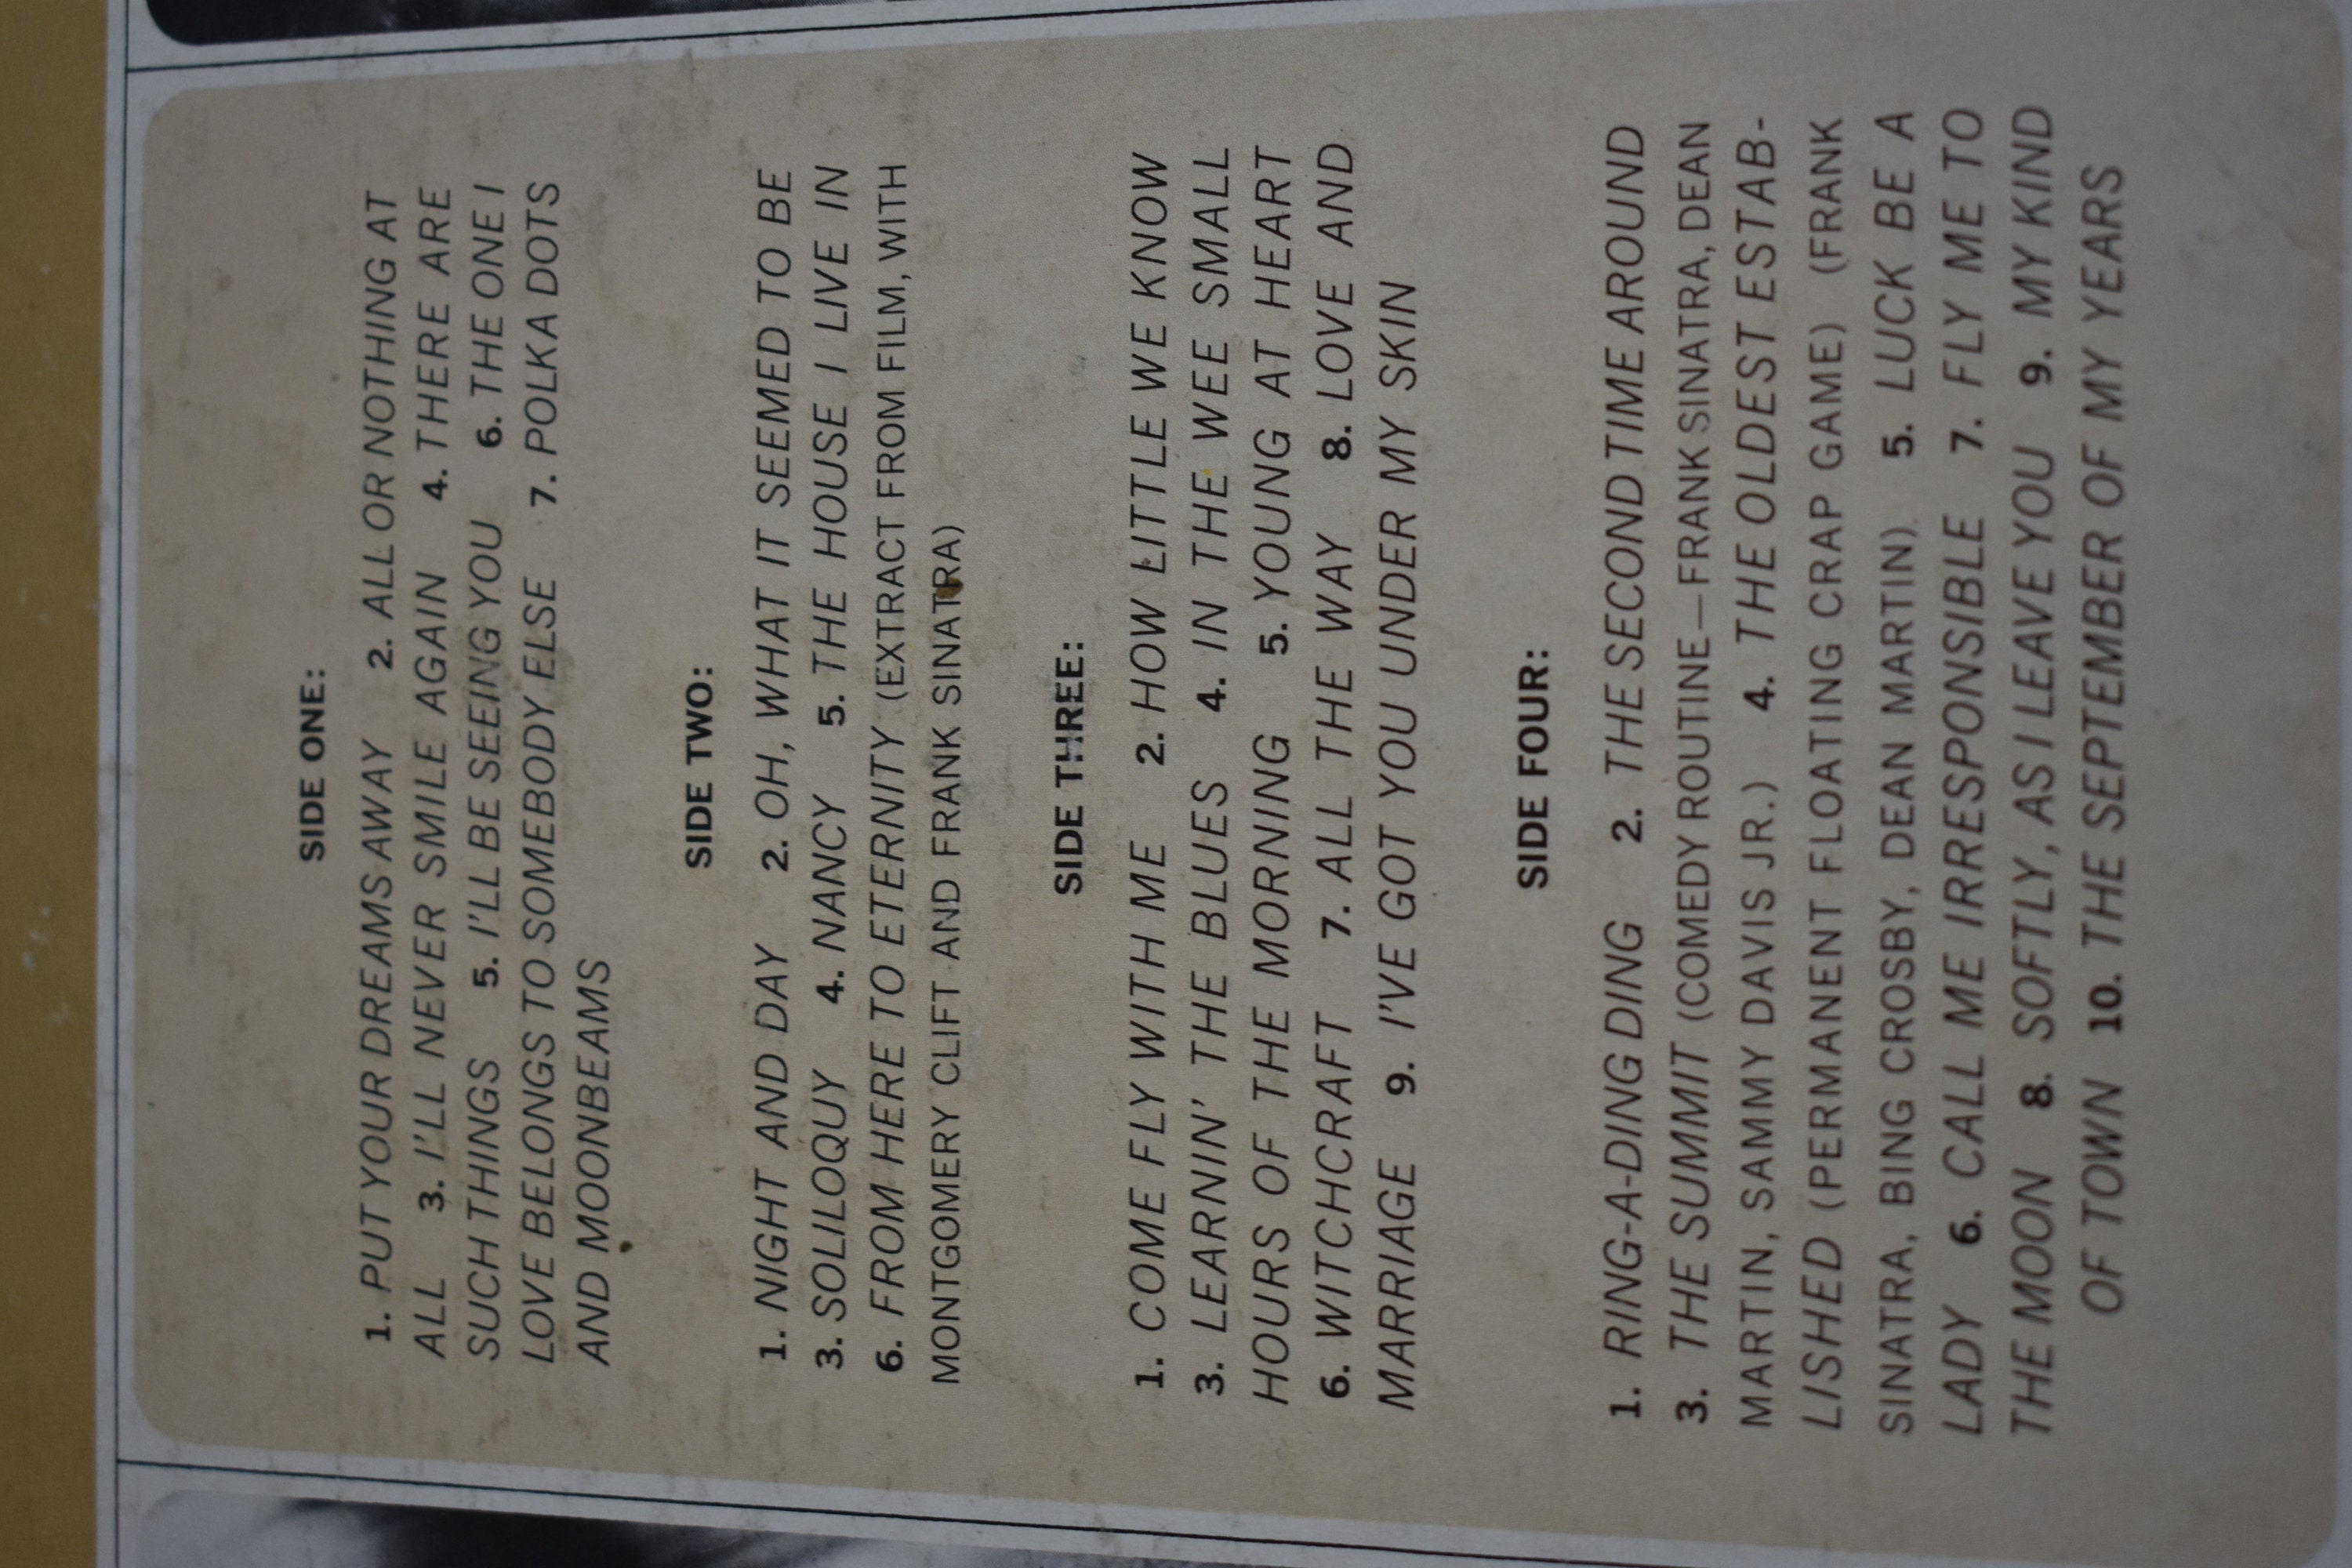 SIDE ONE:
1. PUT YOUR DREAMS AWAY 2. ALL OR NOTHING AT
ALL 3. I'LL NEVER SMILE AGAIN 4. THERE ARE
SUCH THINGS 5. I'LL BE SEEING YOU 6. THE ONE I
LOVE BELONGS TO SOMEBODY ELSE 7. POLKA DOTS
AND MOONBEAMS
SIDE TWO:
1. NIGHT AND DAY 2. OH, WHAT IT SEEMED TO BE
3. SOLILOQUY 4. NANCY 5. THE HOUSE I LIVE IN
6. FROM HERE TO ETERNITY (EXTRACT FROM FILM, WITH
MONTGOMERY CLIFT AND FRANK SINATRA)
SIDE THREE:
1. COME FLY WITH ME 2. HOW LITTLE WE KNOW
3. LEARNIN' THE BLUES 4. IN THE WEE SMALL
HOURS OF THE MORNING 5. YOUNG AT HEART
6. WITCHCRAFT 7. ALL THE WAY 8. LOVE AND
MARRIAGE 9. I'VE GOT YOU UNDER MY SKIN
SIDE FOUR:
1. RING-A-DING DING 2. THE SECOND TIME AROUND
3. THE SUMMIT (COMEDY ROUTINE—FRANK SINATRA, DEAN
MARTIN, SAMMY DAVIS JR.) 4. THE OLDEST ESTAB-
LISHED (PERMANENT FLOATING CRAP GAME) (FRANK
SINATRA, BING CROSBY, DEAN MARTIN) 5. LUCK BE A
LADY 6. CALL ME IRRESPONSIBLE 7. FLY ME TO
THE MOON 8. SOFTLY, AS I LEAVE YOU 9. MY KIND
OF TOWN 10. THE SEPTEMBER OF MY YEARS